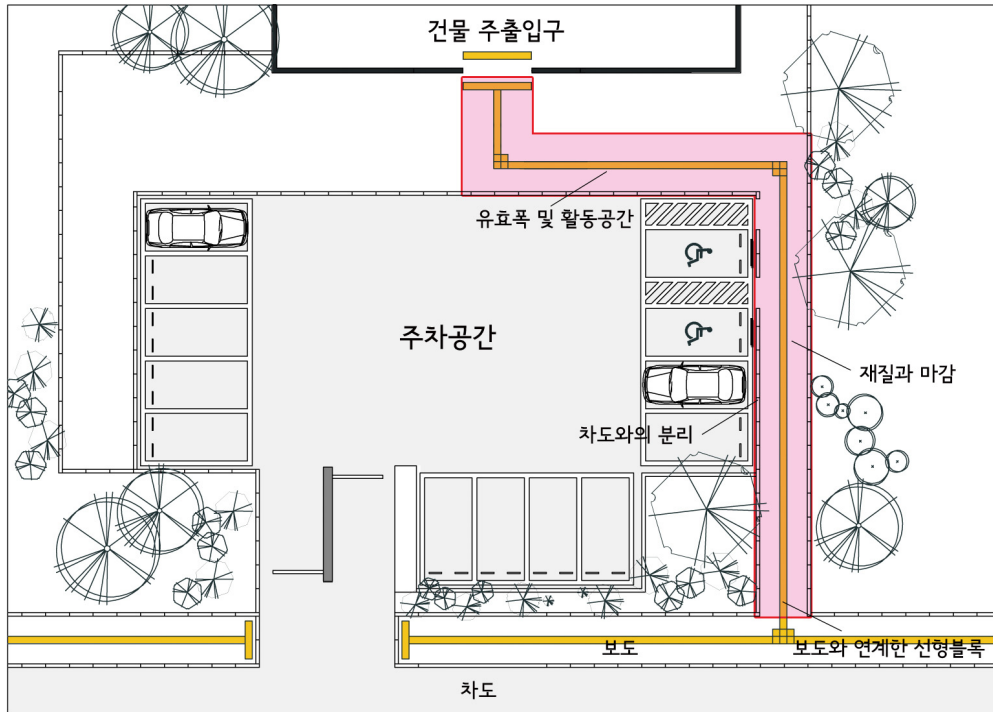 건물 주출입구
유효폭 및 활동공간
주차공간
재질과 마감
차도와의 분리
보도
보도와 연계한 선형블록
차도